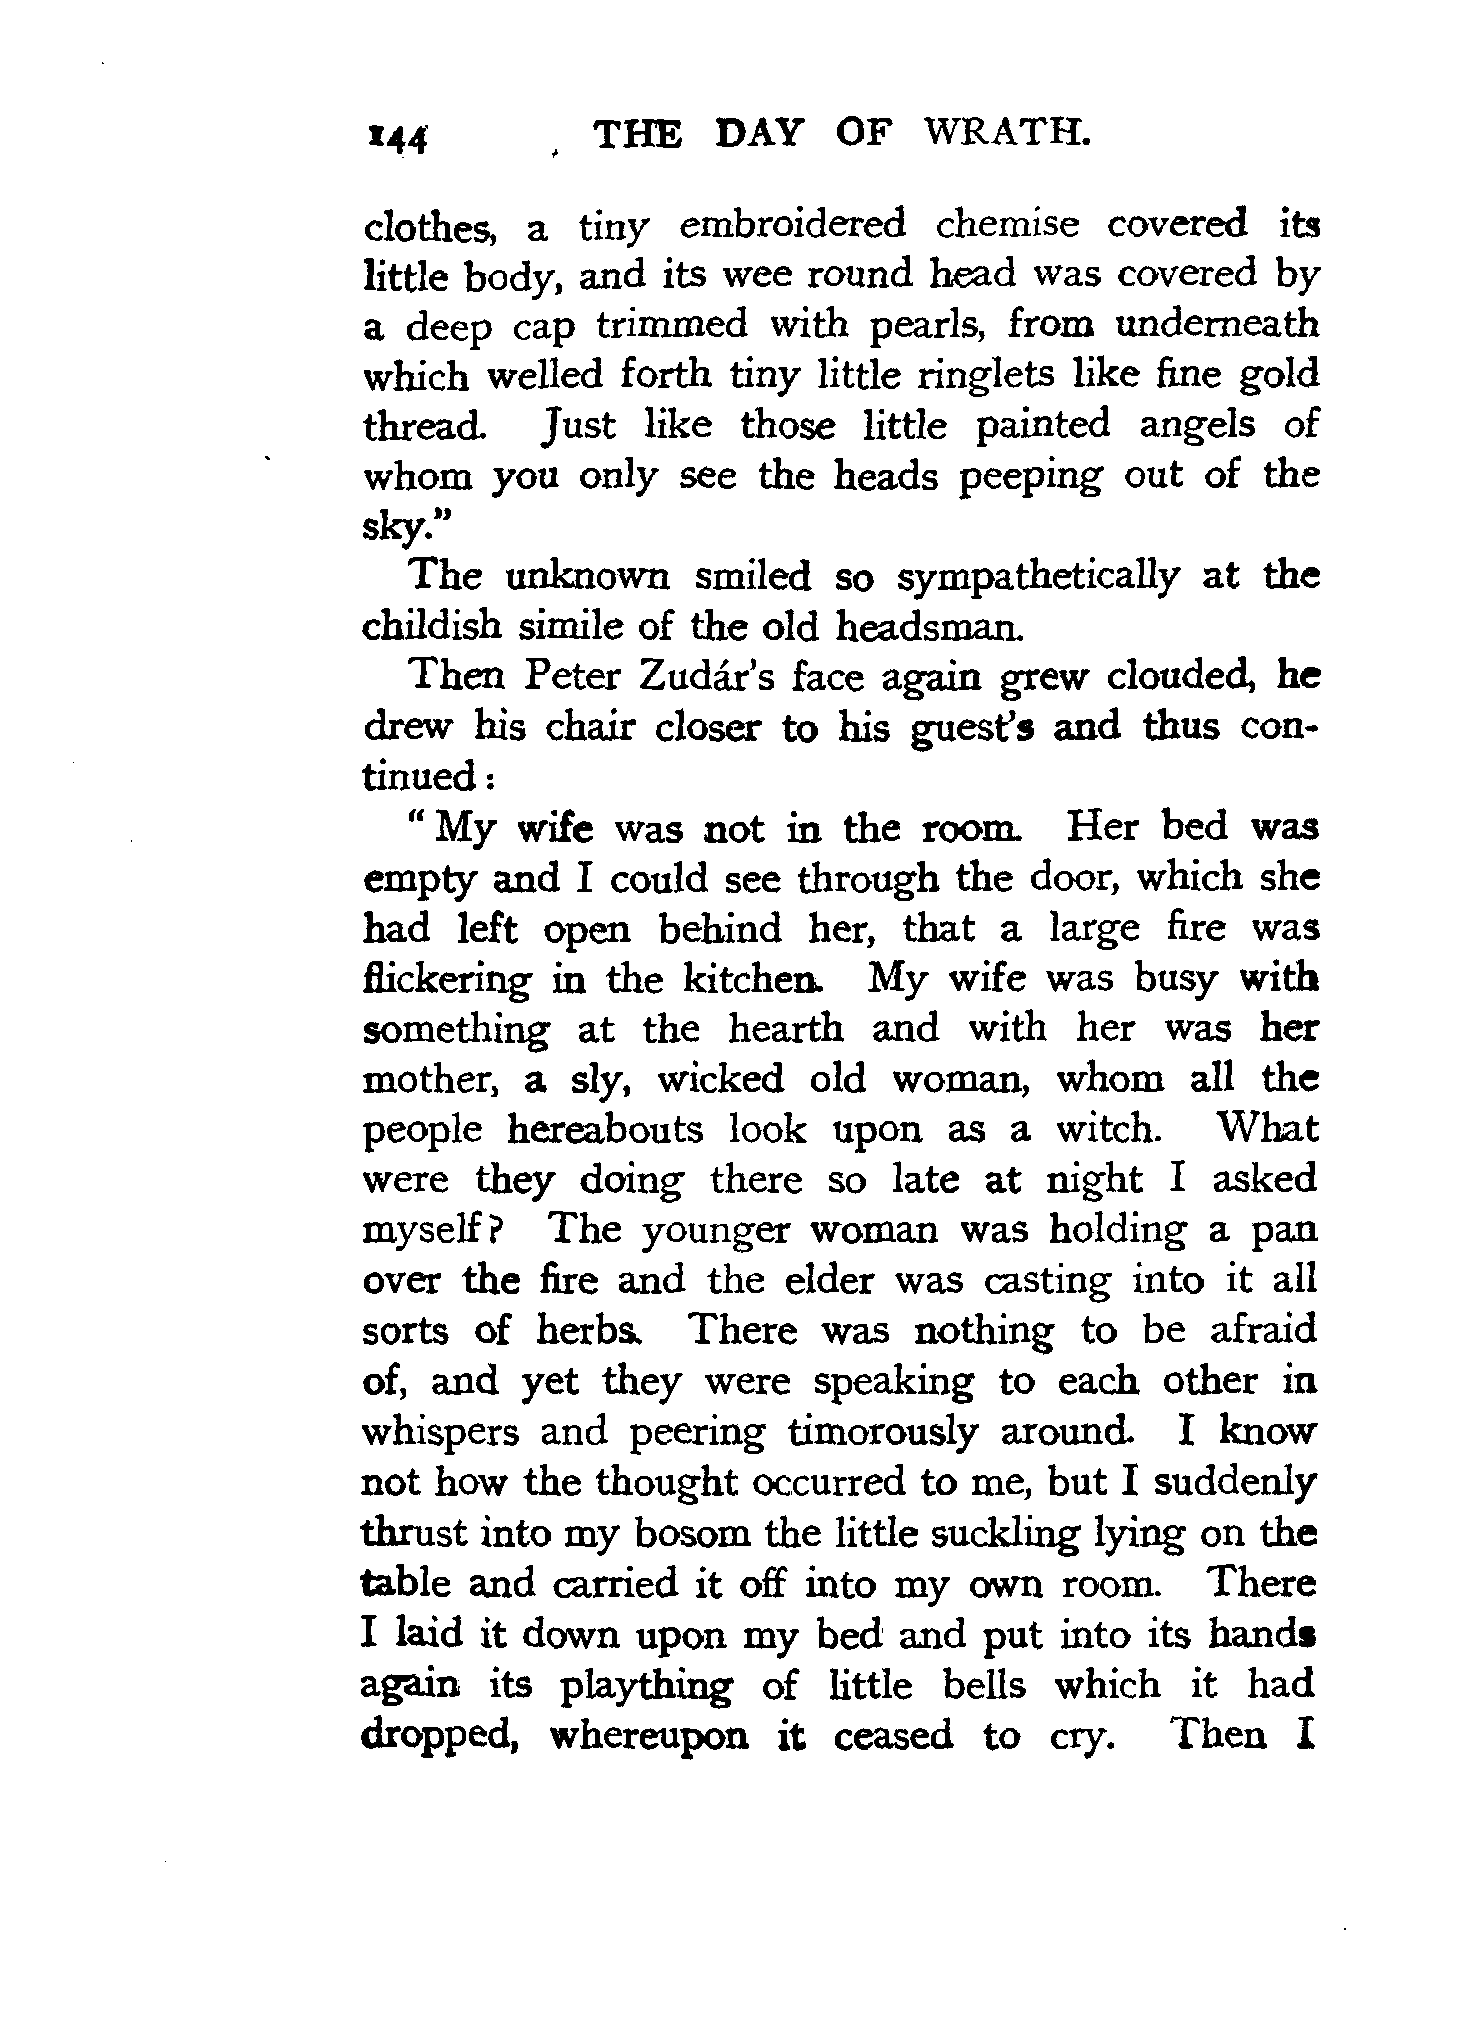 144 THE DAY OF WRATH.
clothes, a tiny embroidered chemise covered its
little body, and its wee round head was covered by
a deep cap trimmed with pearls, from underneath
which welled forth tiny little ringlets like fine gold
thread. Just like those little painted angels of
whom you only see the heads peeping out of the
sky."
The unknown smiled so sympathetically at the
childish simile of the old headsman.
Then Peter Zudár's face again grew clouded, he
drew his chair closer to his guest's and thus con-
tinued:
"My wife was not in the room. Her bed was
empty and I could see through the door, which she
had left open behind her, that a large fire was
flickering in the kitchen. My wife was busy with
something at the hearth and with her was her
mother, a sly, wicked old woman, whom all the
people hereabouts look upon as a witch. What
were they doing there so late at night I asked
myself? The younger woman was holding a pan
over the fire and the elder was casting into it all
sorts of herbs. There was nothing to be afraid
of, and yet they were speaking to each other in
whispers and peering timorously around. I know
not how the thought occurred to me, but I suddenly
thrust into my bosom the little suckling lying on the
table and carried it off into my own room. There
I laid it down upon my bed and put into its hands
again its plaything of little bells which it had
dropped, whereupon it ceased to cry. Then I